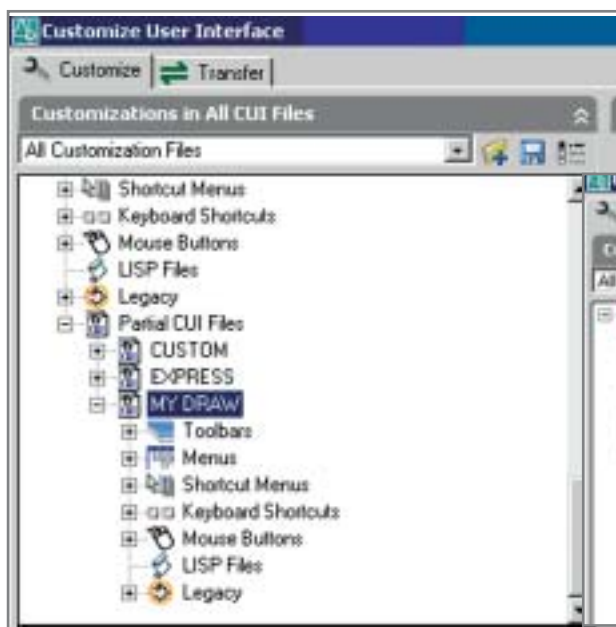 Customize User Interface
Customize Transfer
Customizations in All CUI Files
All Customization Files
Shortcut Menus
Keyboard Shortcuts
Mouse Buttons
LISP Files
Legacy
Partial CUI Files
CUSTOM
EXPRESS
MY DRAW
Toolbars
Menus
Shortcut Menus
Keyboard Shortcuts
Mouse Buttons
LISP Files
Legacy